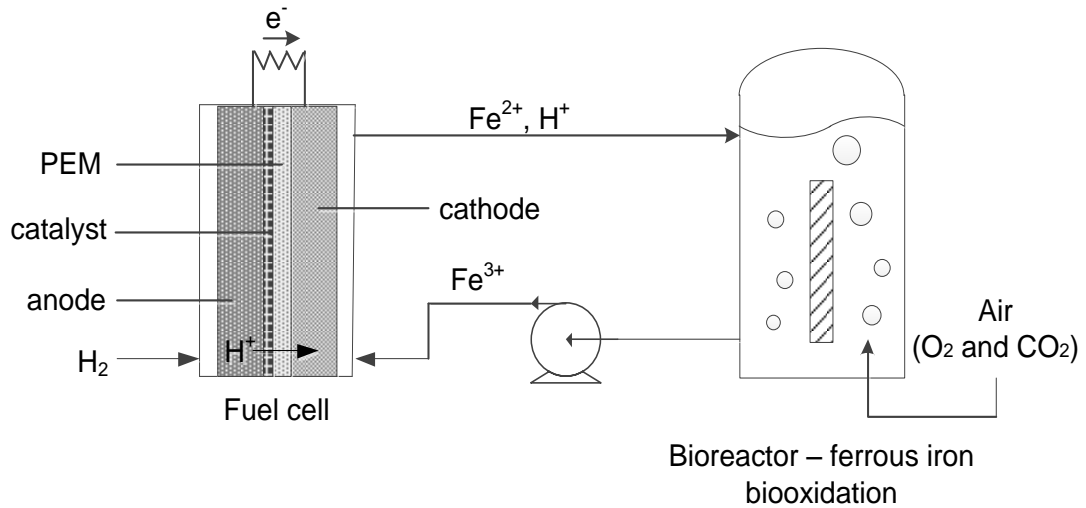 e⁻
Fe²⁺, H⁺
PEM
cathode
catalyst
Fe³⁺
anode
Air
(O₂ and CO₂)
H⁺
H₂
Fuel cell
Bioreactor – ferrous iron
biooxidation